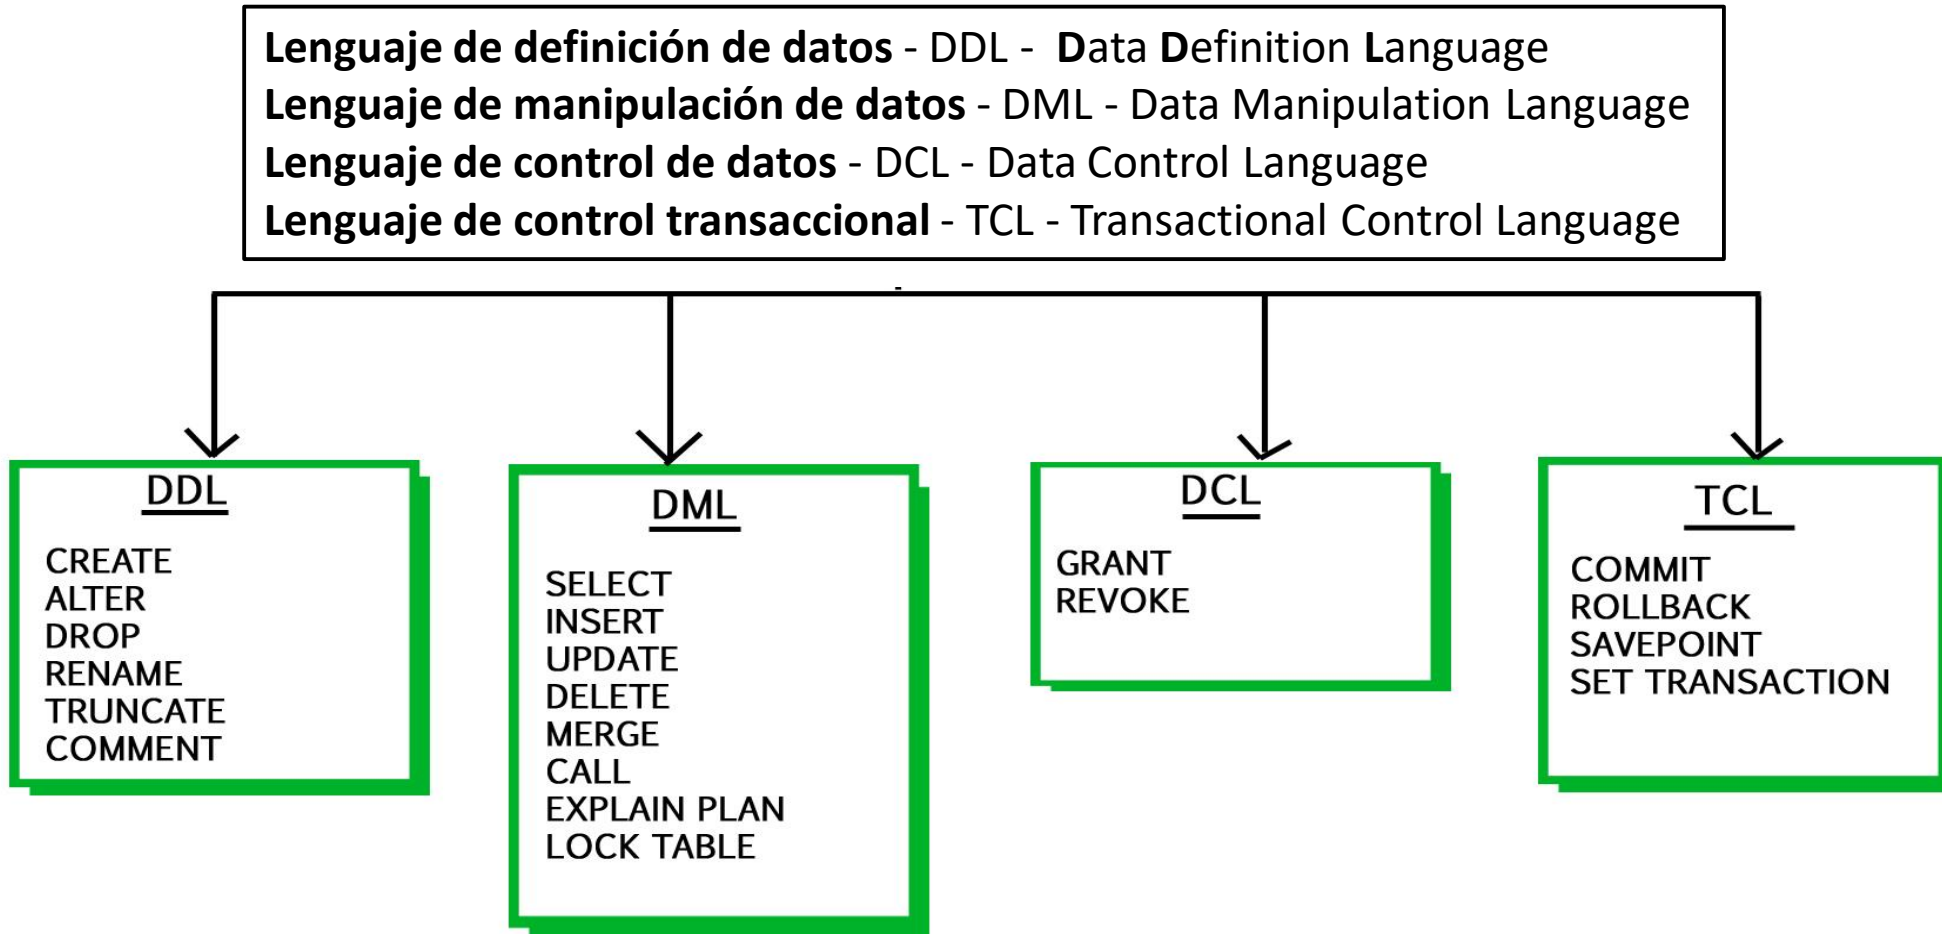 Lenguaje de definición de datos - DDL - Data Definition Language
Lenguaje de manipulación de datos - DML - Data Manipulation Language
Lenguaje de control de datos - DCL - Data Control Language
Lenguaje de control transaccional - TCL - Transactional Control Language
-
DDL
CREATE
ALTER
DROP
RENAME
TRUNCATE
COMMENT
DML
SELECT
INSERT
UPDATE
DELETE
MERGE
CALL
EXPLAIN PLAN
LOCK TABLE
DCL
GRANT
REVOKE
TCL
COMMIT
ROLLBACK
SAVEPOINT
SET TRANSACTION